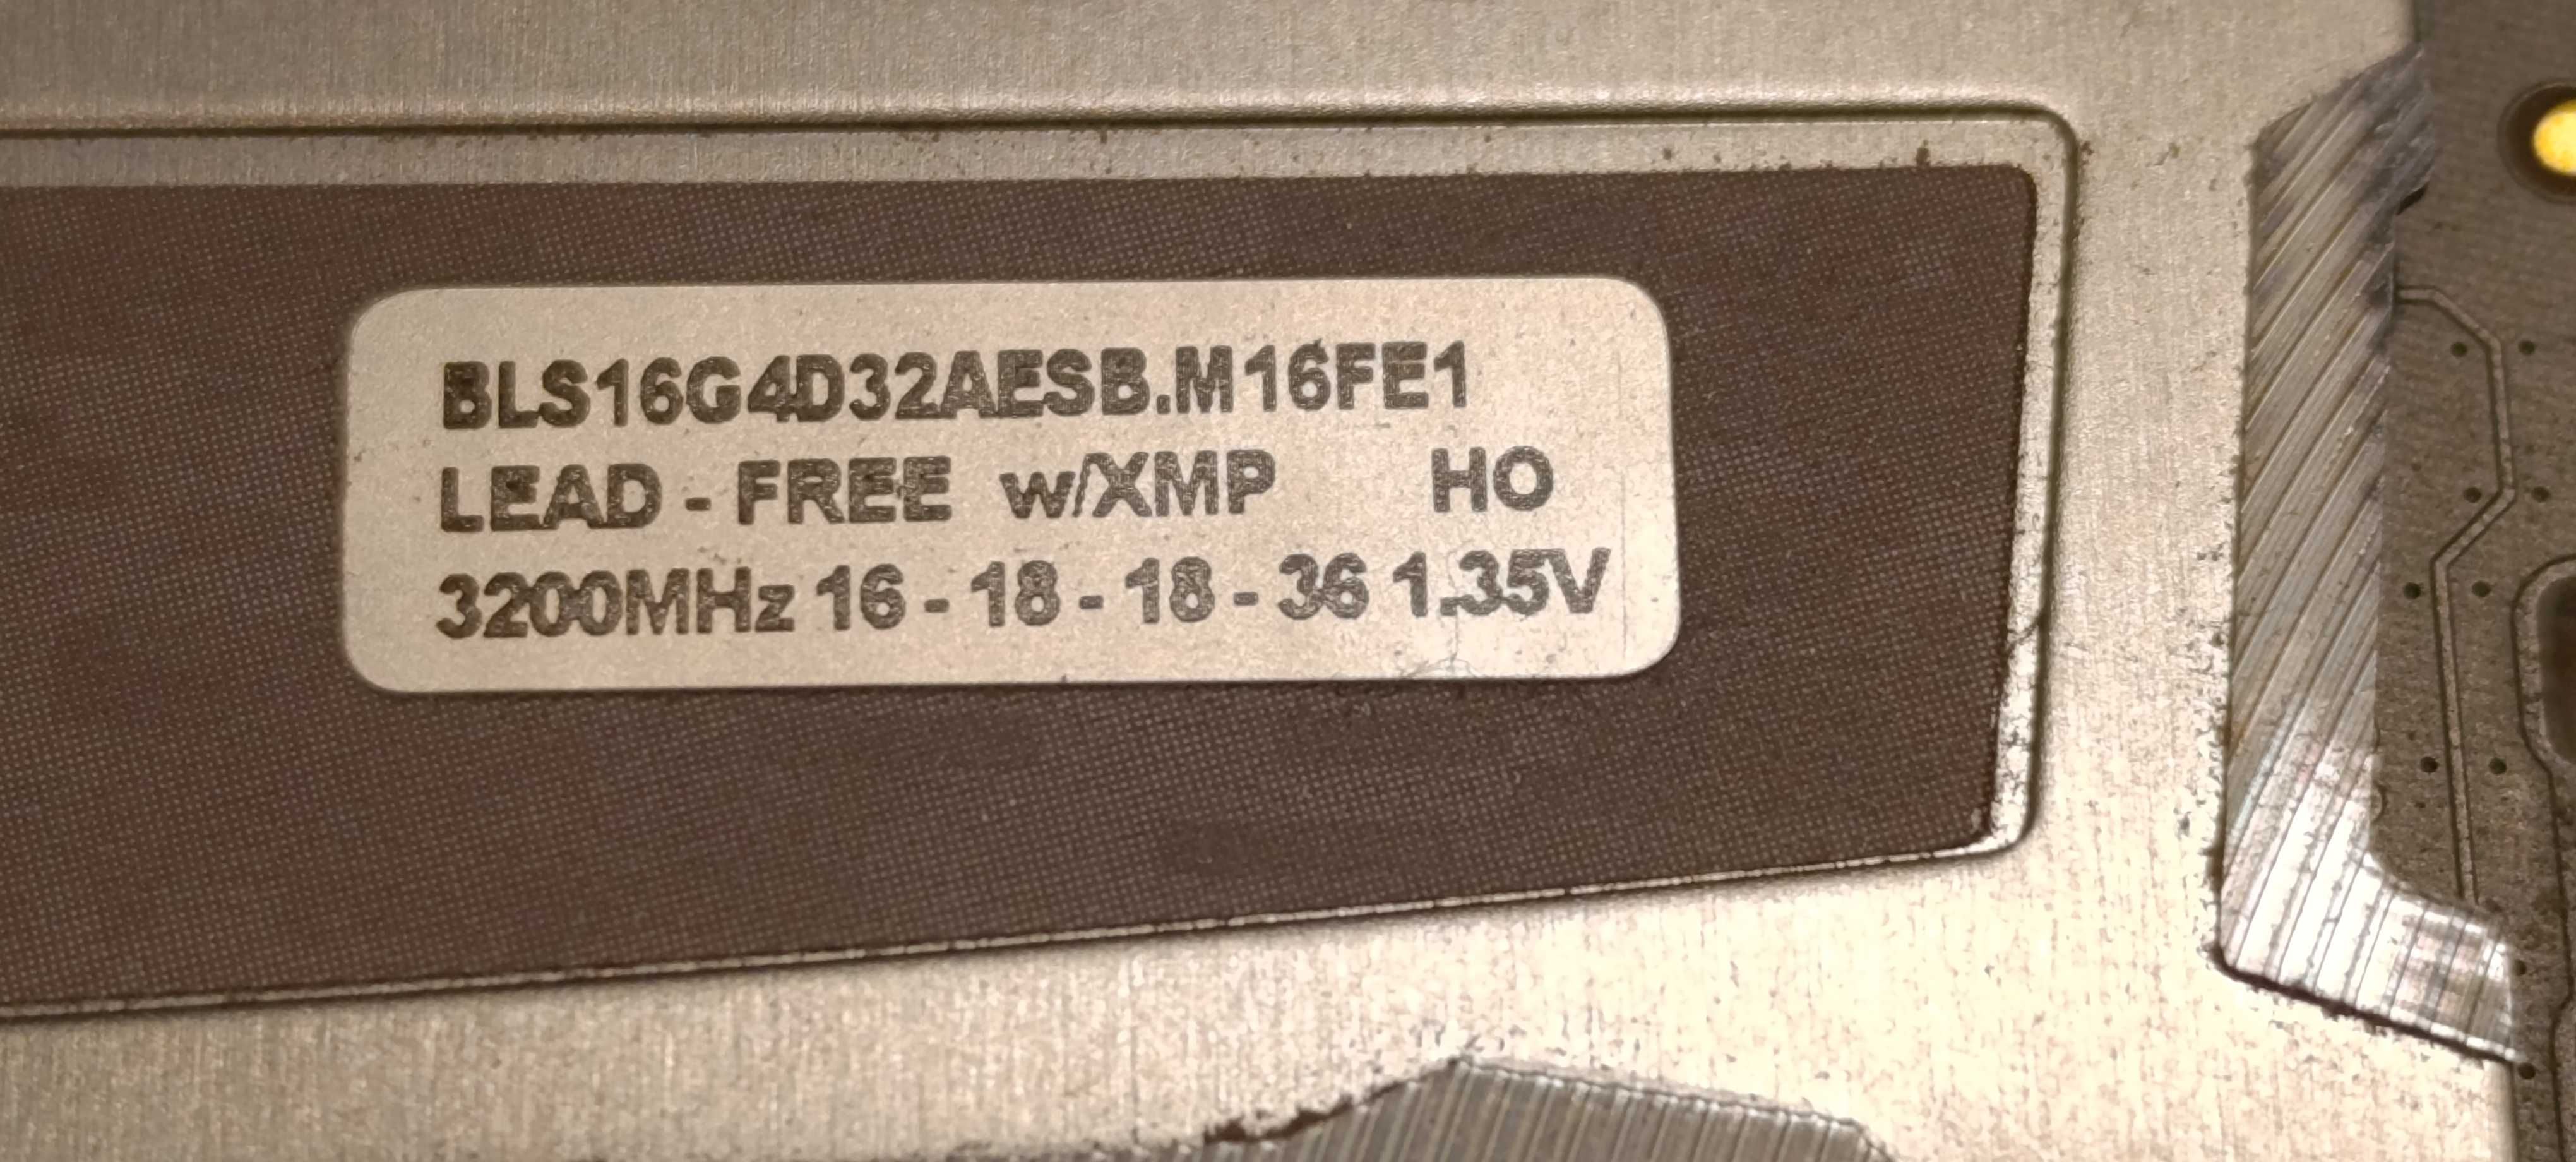 BLS16G4D32AESB.M16FE1
LEAD - FREE w/XMP HO
3200MHz 16 - 18 - 18 - 36 1.35V